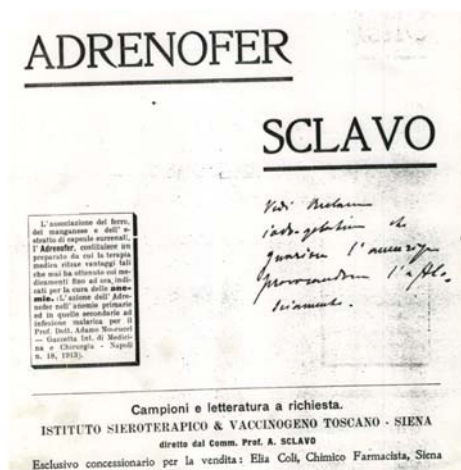 ADRENOFER
SCLAVO
L'associazione del ferro,
del manganese e dell'e-
stratto di capsule surrenali,
l'Adrenofer, costituisce un
preparato da cui la terapia
medica ritrae vantaggi tali
che mai ha ottenuto coi me-
dicamenti fino ad ora, indi-
cati per la cura delle ane-
mie. (L'azione dell'Adre-
nofer nell'anemie primarie
ed in quelle secondarie ad
infezione malarica per il
Prof. Dott. Adamo
— Gazzetta Int. di Medici-
na e Chirurgia - Napoli
n. 18, 1913).
Vedi
che
l'
l'
Campioni e letteratura a richiesta.
ISTITUTO SIEROTERAPICO & VACCINOGENO TOSCANO - SIENA
diretto dal Comm. Prof. A. SCLAVO
Esclusivo concessionario per la vendita: Elia Coli, Chimico Farmacista, Siena